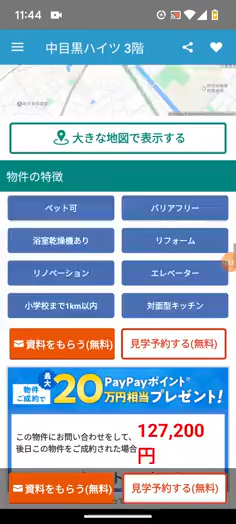 11:44
中目黒ハイツ 3階
大きな地図で表示する
物件の特徴
ペット可
バリアフリー
浴室乾燥機あり
リフォーム
リノベーション
エレベーター
小学校まで1km以内
対面型キッチン
資料をもらう(無料)
見学予約する(無料)
物件
ご成約で
最大
20
PayPayポイント
万円相当プレゼント!
この物件にお問い合わせをして、
後日この物件をご成約された場合
127,200
円
資料をもらう(無料)
見学予約する(無料)